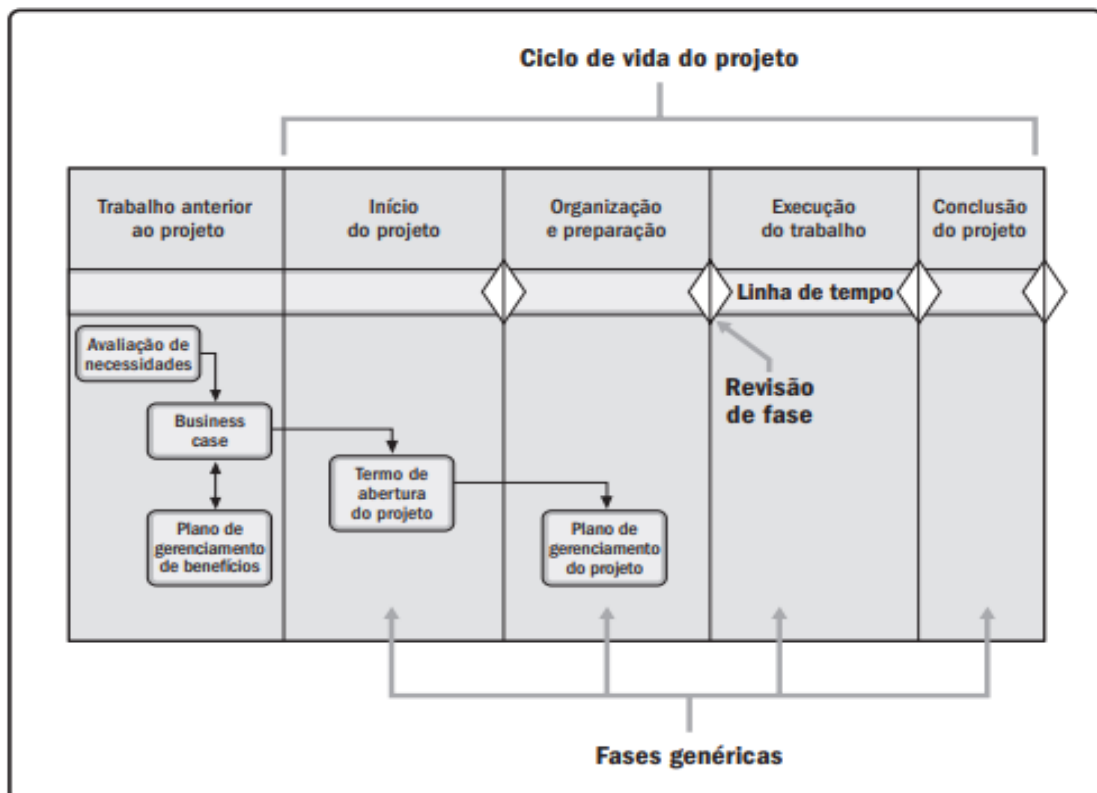 Ciclo de vida do projeto
Trabalho anterior
ao projeto
Início
do projeto
Organização
e preparação
Execução
do trabalho
Conclusão
do projeto
Linha de tempo
Avaliação de
necessidades
Business
case
Plano de
gerenciamento
de benefícios
Termo de
abertura
do projeto
Plano de
gerenciamento
do projeto
Revisão
de fase
Fases genéricas